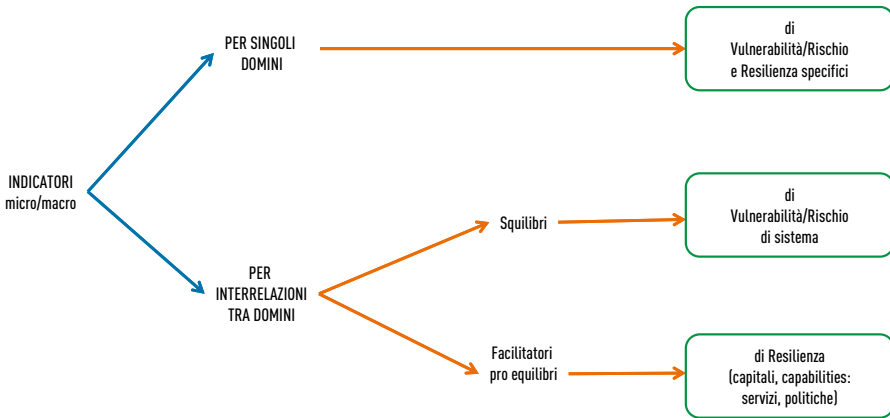 PER SINGOLI
DOMINI
di
Vulnerabilità/Rischio
e Resilienza specifici
INDICATORI
micro/macro
Squilibri
di
Vulnerabilità/Rischio
di sistema
PER
INTERRELAZIONI
TRA DOMINI
Facilitatori
pro equilibri
di Resilienza
(capitali, capabilities:
servizi, politiche)